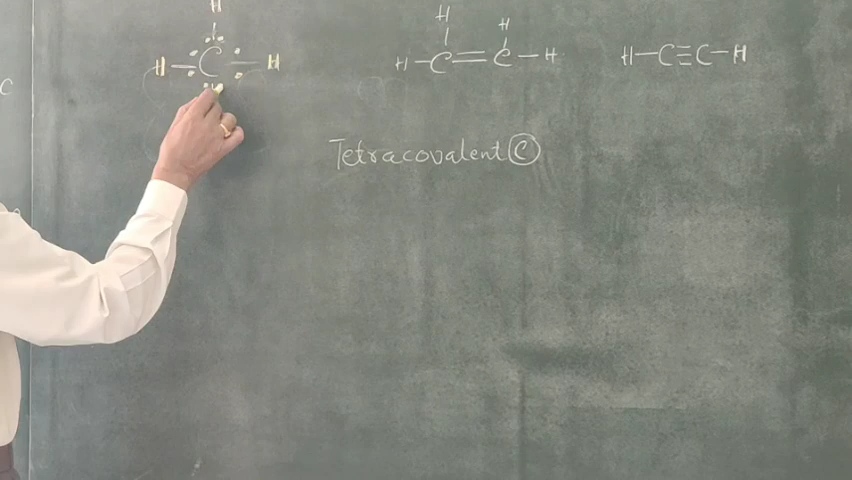 H H H
H—C—H H—C=C—H H—C≡C—H
C
Tetracovalent Ⓒ